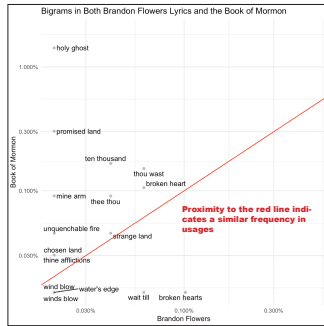 Bigrams in Both Brandon Flowers Lyrics and the Book of Mormon
holy ghost
1.000%
0.300%
promised land
ten thousand
thou wast
broken heart
0.100%
mine arm
thee thou
Proximity to the red line indi-
cates a similar frequency in
usages
unquenchable fire
strange land
chosen land
0.030%
thine afflictions
wind blow
water's edge
winds blow
wait till
broken hearts
0.030%
0.100%
0.300%
Brandon Flowers
Book of Mormon